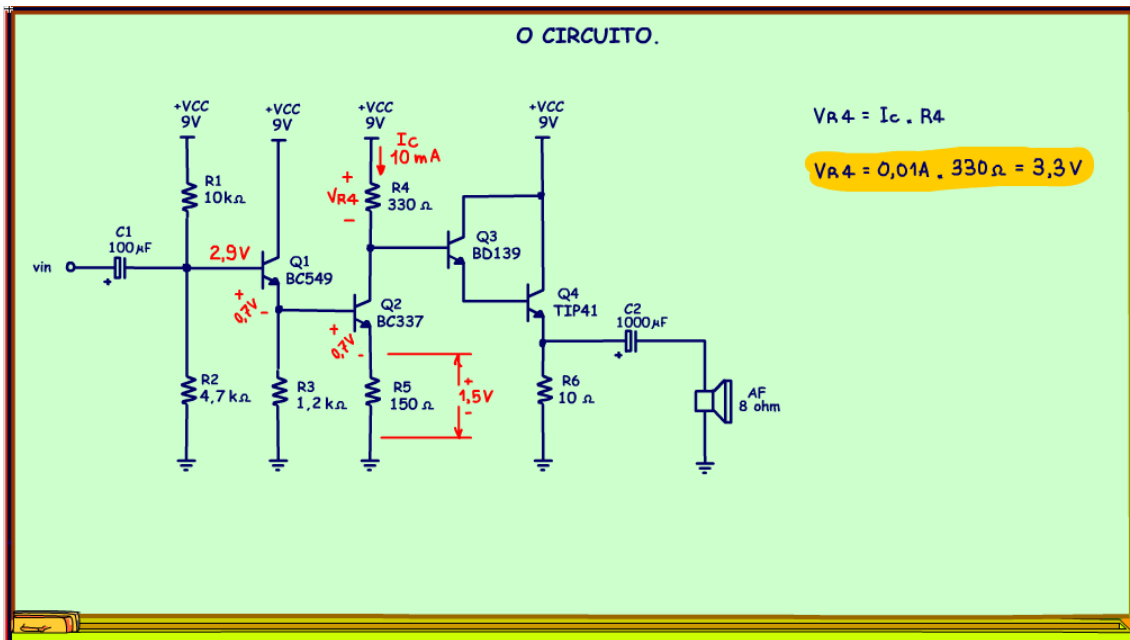 O CIRCUITO.
+VCC
9V
+VCC
9V
+VCC
9V
+VCC
9V
Ic
10 mA
VR4 = Ic . R4
VR4 = 0,01A . 330Ω = 3,3V
R1
10kΩ
+
VR4
-
R4
330 Ω
C1
100µF
vin
+
2,9V
Q1
BC549
Q3
BD139
+
0,7V
-
Q2
BC337
+
0,7V
-
Q4
TIP41
C2
1000µF
+
R2
4,7 kΩ
R3
1,2 kΩ
R5
150 Ω
+
1,5V
-
R6
10 Ω
AF
8 ohm